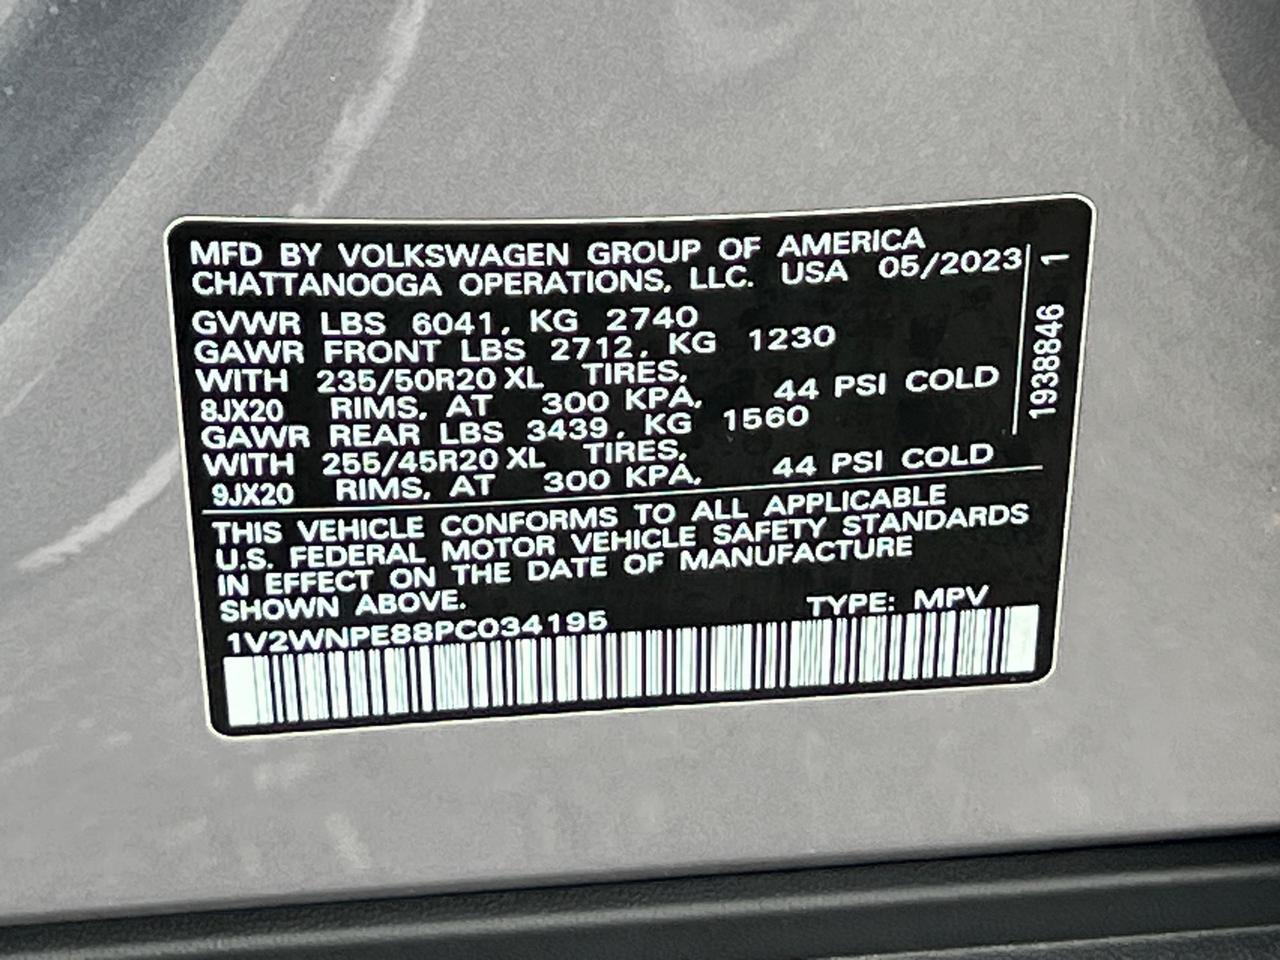 MFD BY VOLKSWAGEN GROUP OF AMERICA
CHATTANOOGA OPERATIONS, LLC. USA 05/2023
GVWR LBS 6041, KG 2740
GAWR FRONT LBS 2712, KG 1230
WITH 235/50R20 XL TIRES,
8JX20 RIMS, AT 300 KPA, 44 PSI COLD
GAWR REAR LBS 3439, KG 1560
WITH 255/45R20 XL TIRES,
9JX20 RIMS, AT 300 KPA, 44 PSI COLD
THIS VEHICLE CONFORMS TO ALL APPLICABLE
U.S. FEDERAL MOTOR VEHICLE SAFETY STANDARDS
IN EFFECT ON THE DATE OF MANUFACTURE
SHOWN ABOVE.
1V2WNPE88PC034195 TYPE: MPV
1938846 1